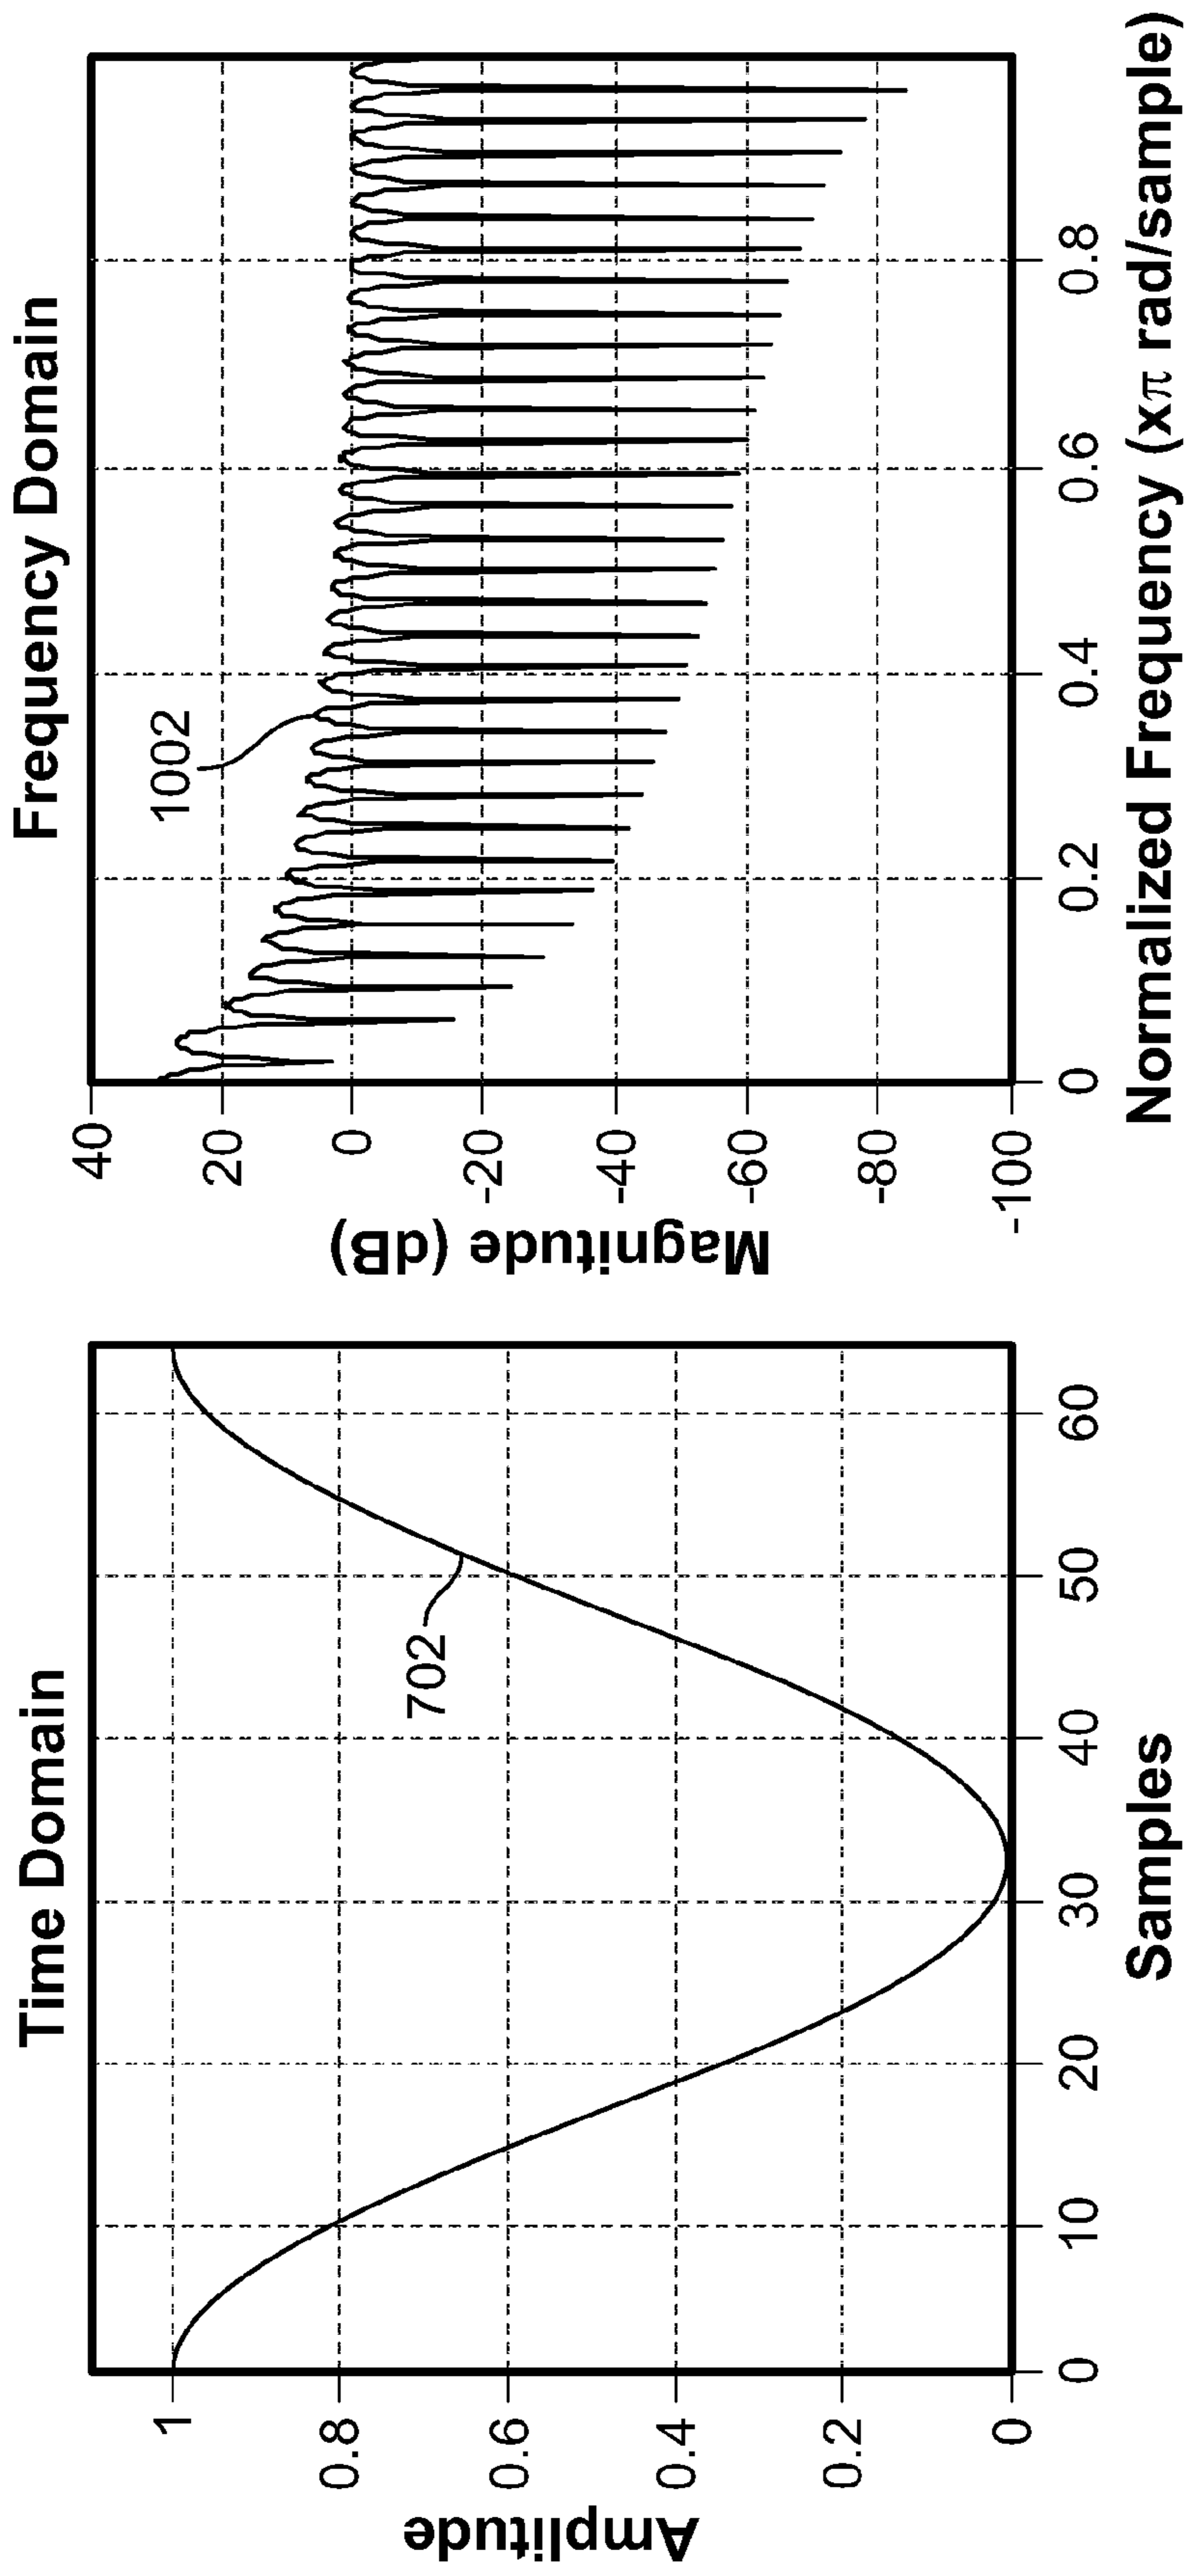 Time Domain
Amplitude
1
0.8
0.6
0.4
0.2
0
702
0 10 20 30 40 50 60
Samples
Frequency Domain
Magnitude (dB)
40
20
0
-20
-40
-60
-80
-100
1002
0 0.2 0.4 0.6 0.8
Normalized Frequency (xπ rad/sample)